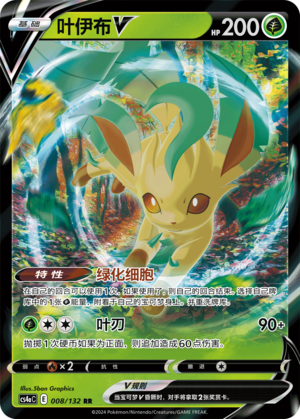 基础
叶伊布V
HP 200
特性 绿化细胞
在自己的回合可以使用1次。如果使用了,则自己的回合结束。选择自己牌
库中的1张能量,附着于自己的宝可梦身上。并重洗牌库。
叶刃 90+
抛掷1次硬币如果为正面,则追加造成60点伤害。
弱点 ×2 抵抗力 撤退
Illus. 5ban Graphics
CS4aC E 008/132 RR
V规则
当宝可梦V昏厥时,对手将拿取2张奖赏卡。
©2024 Pokémon/Nintendo/Creatures/GAME FREAK.